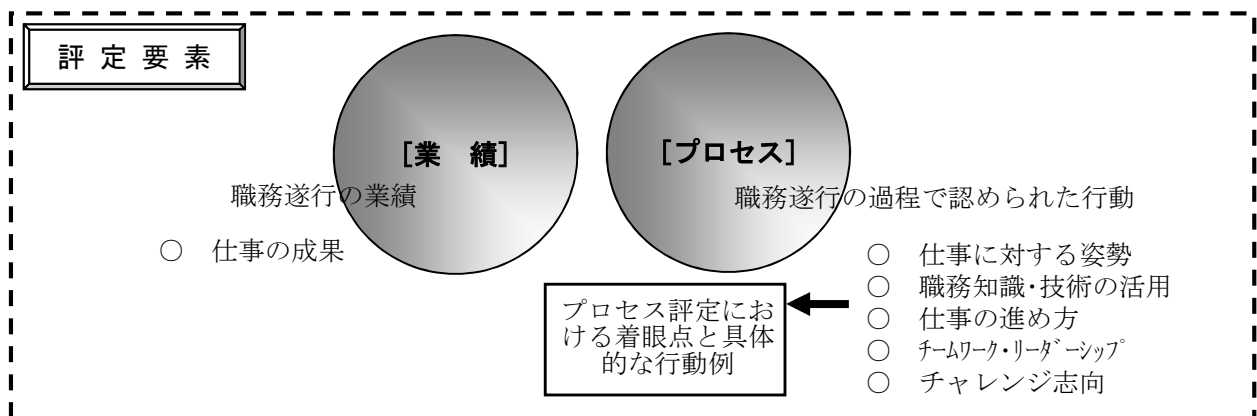 評 定 要 素
[業　績]
[プロセス]
職務遂行の業績
職務遂行の過程で認められた行動
○　仕事の成果
○　仕事に対する姿勢
○　職務知識・技術の活用
○　仕事の進め方
○　ﾁｰﾑﾜｰｸ・ﾘｰﾀﾞｰｼｯﾌﾟ
○　チャレンジ志向
プロセス評定にお
ける着眼点と具体
的な行動例